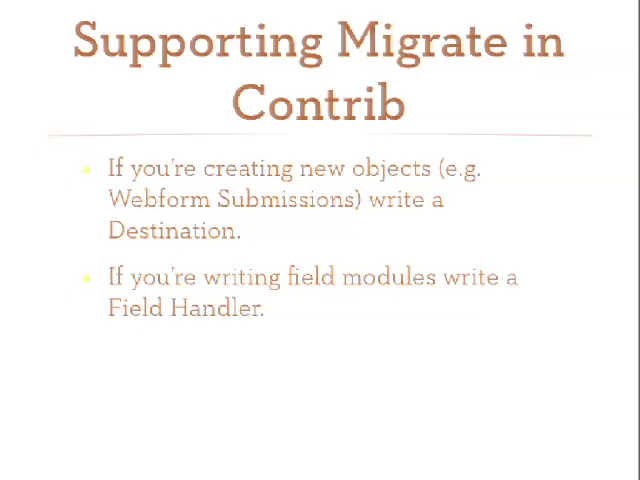 Supporting Migrate in
Contrib
If you're creating new objects (e.g.
Webform Submissions) write a
Destination.
If you're writing field modules write a
Field Handler.